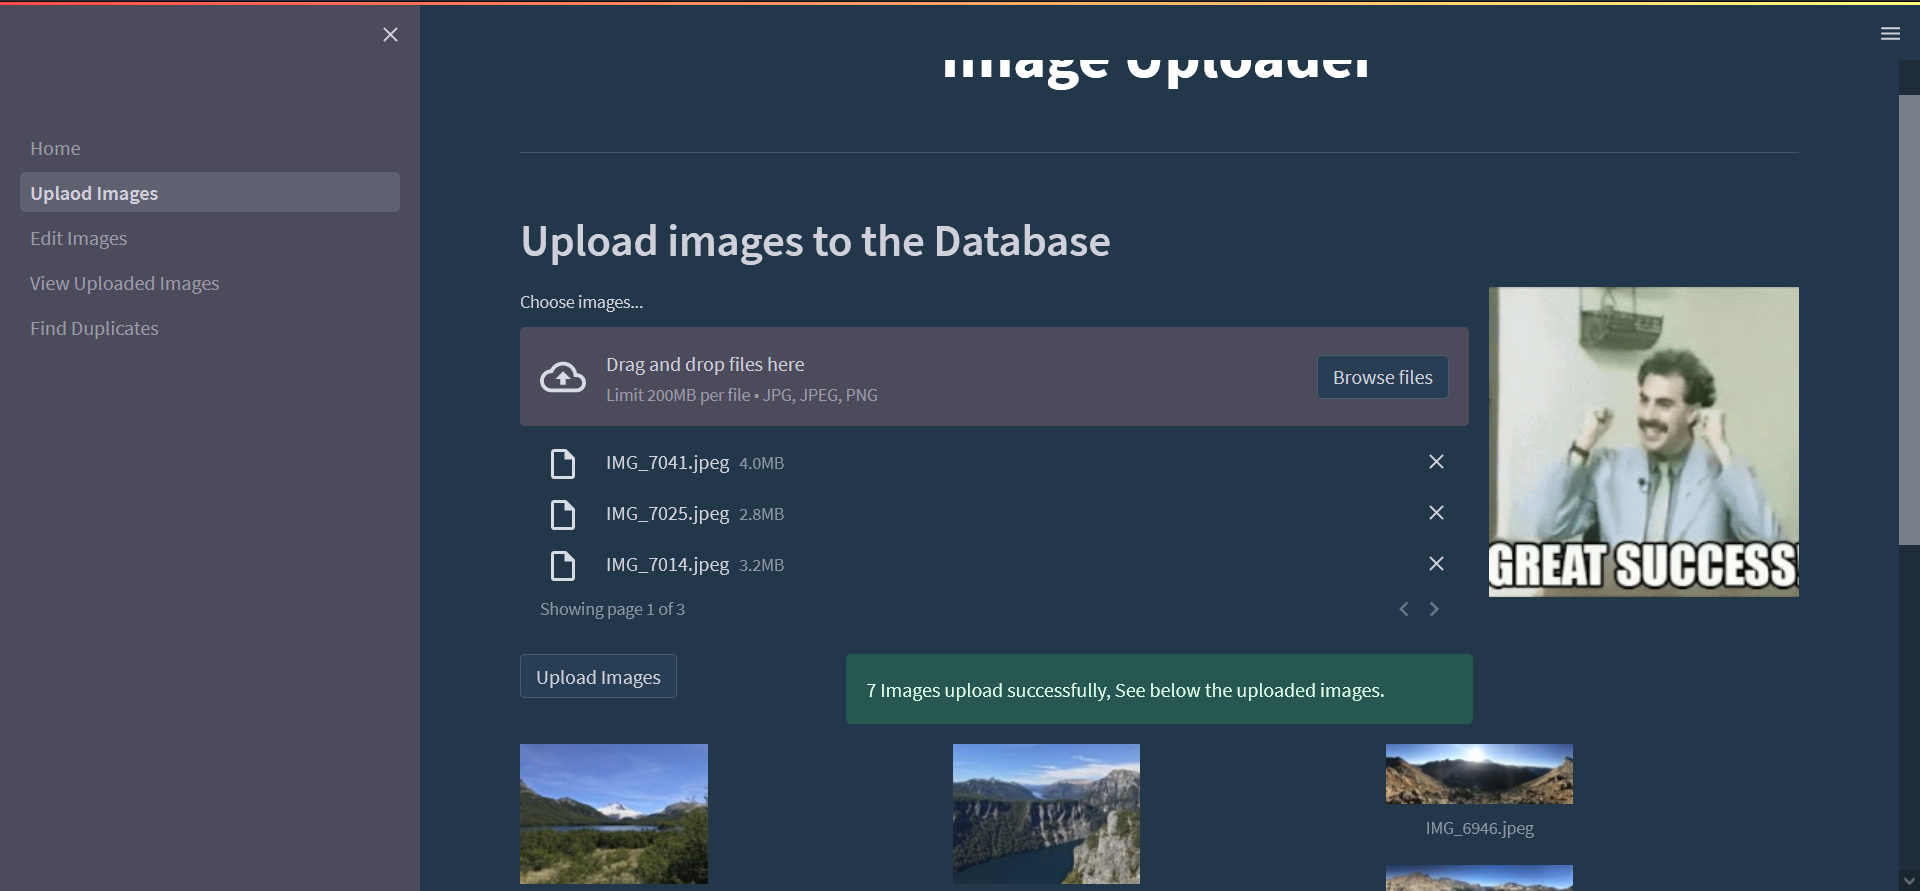 Image Uploader
Home
Uplaod Images
Edit Images
View Uploaded Images
Find Duplicates
Upload images to the Database
Choose images...
Drag and drop files here
Limit 200MB per file • JPG, JPEG, PNG
Browse files
IMG_7041.jpeg 4.0MB
IMG_7025.jpeg 2.8MB
IMG_7014.jpeg 3.2MB
Showing page 1 of 3
GREAT SUCCESS!
Upload Images
7 Images upload successfully, See below the uploaded images.
IMG_6946.jpeg